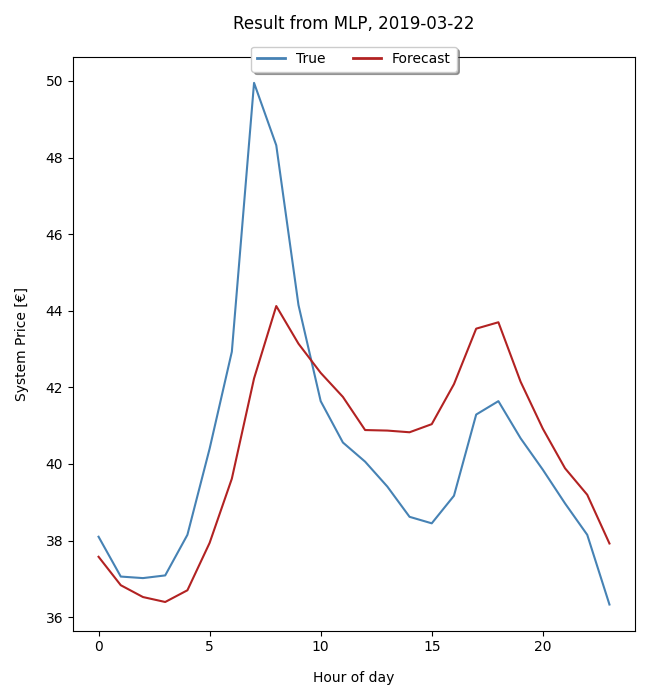 Result from MLP, 2019-03-22
True Forecast
System Price [€]
50
48
46
44
42
40
38
36
0 5 10 15 20
Hour of day